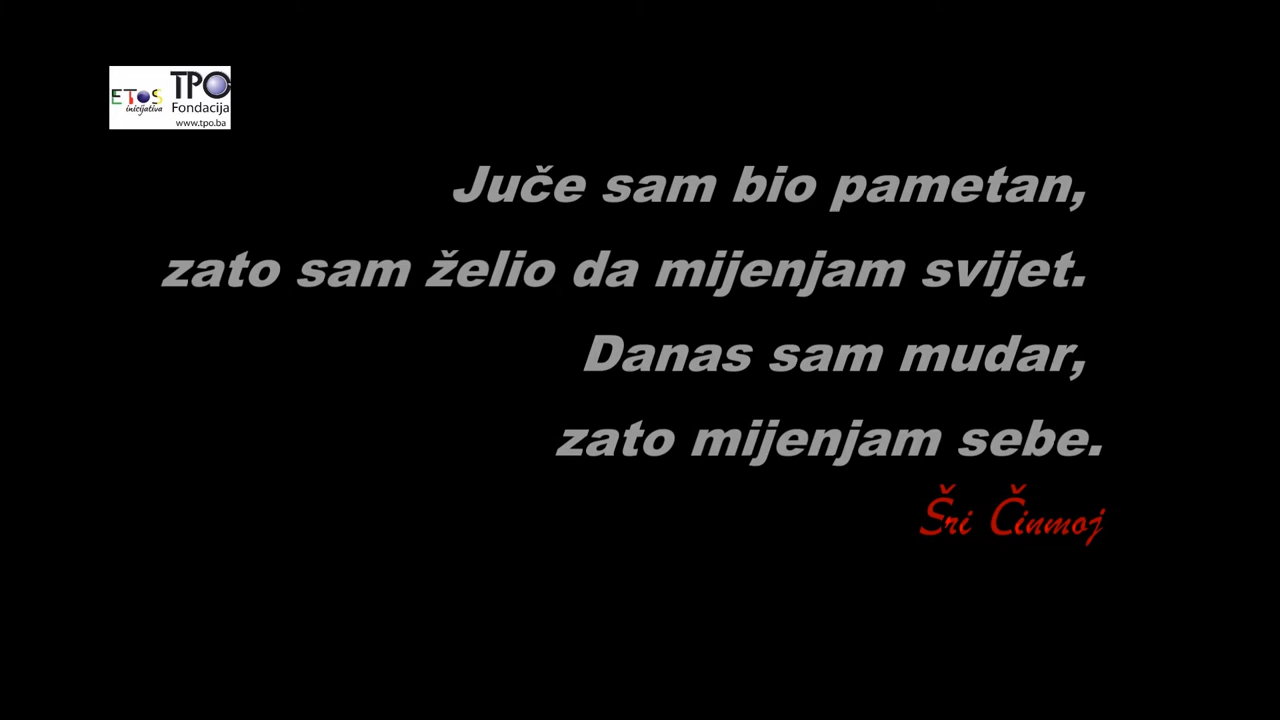 ETOS
inicijativa
TPO
Fondacija
www.tpo.ba
Juče sam bio pametan,
zato sam želio da mijenjam svijet.
Danas sam mudar,
zato mijenjam sebe.
Šri Činmoj